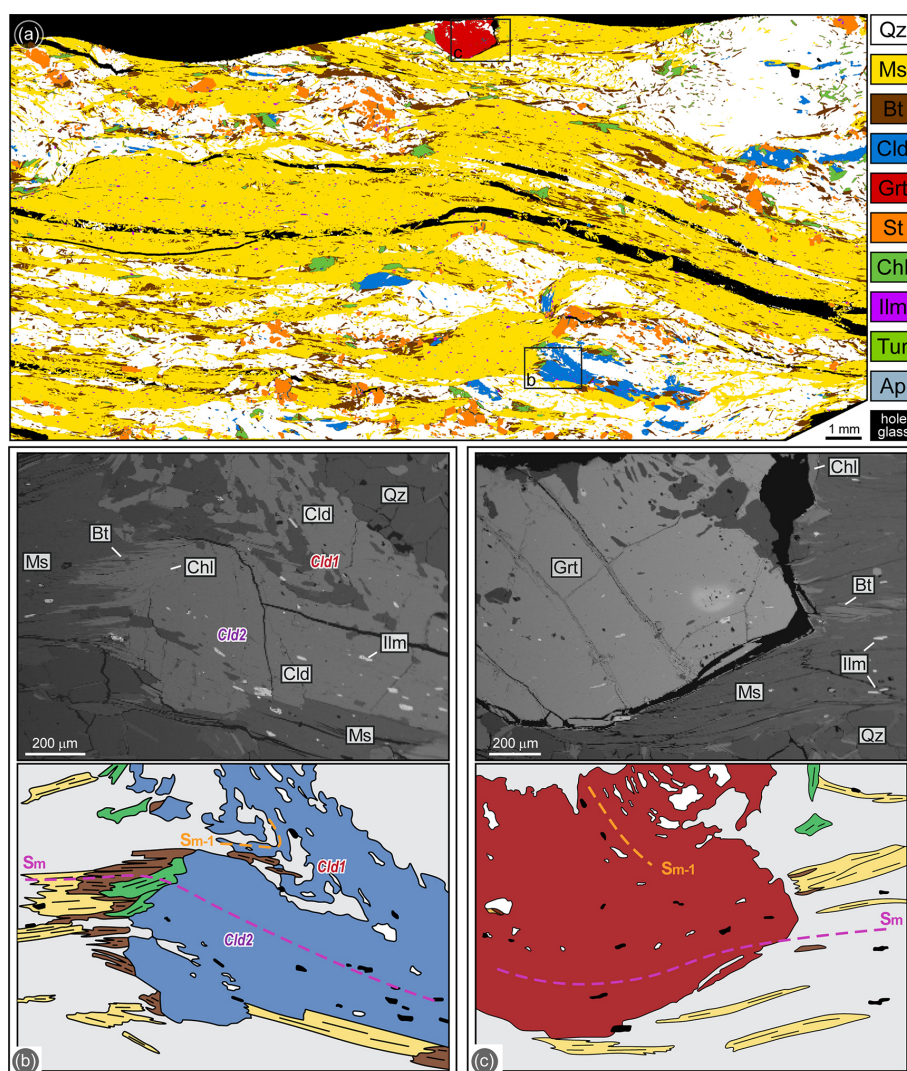 (a)
c
b
1 mm
Qz
Ms
Bt
Cld
Grt
St
Chl
Ilm
Tur
Ap
hole
glass
Cld
Qz
Bt
Cld1
Ms
Chl
Cld2
Ilm
Cld
Ms
200 µm
Chl
Grt
Bt
Ilm
Ms
Qz
200 µm
Sm-1
Sm
Cld1
Cld2
(b)
Sm-1
Sm
(c)